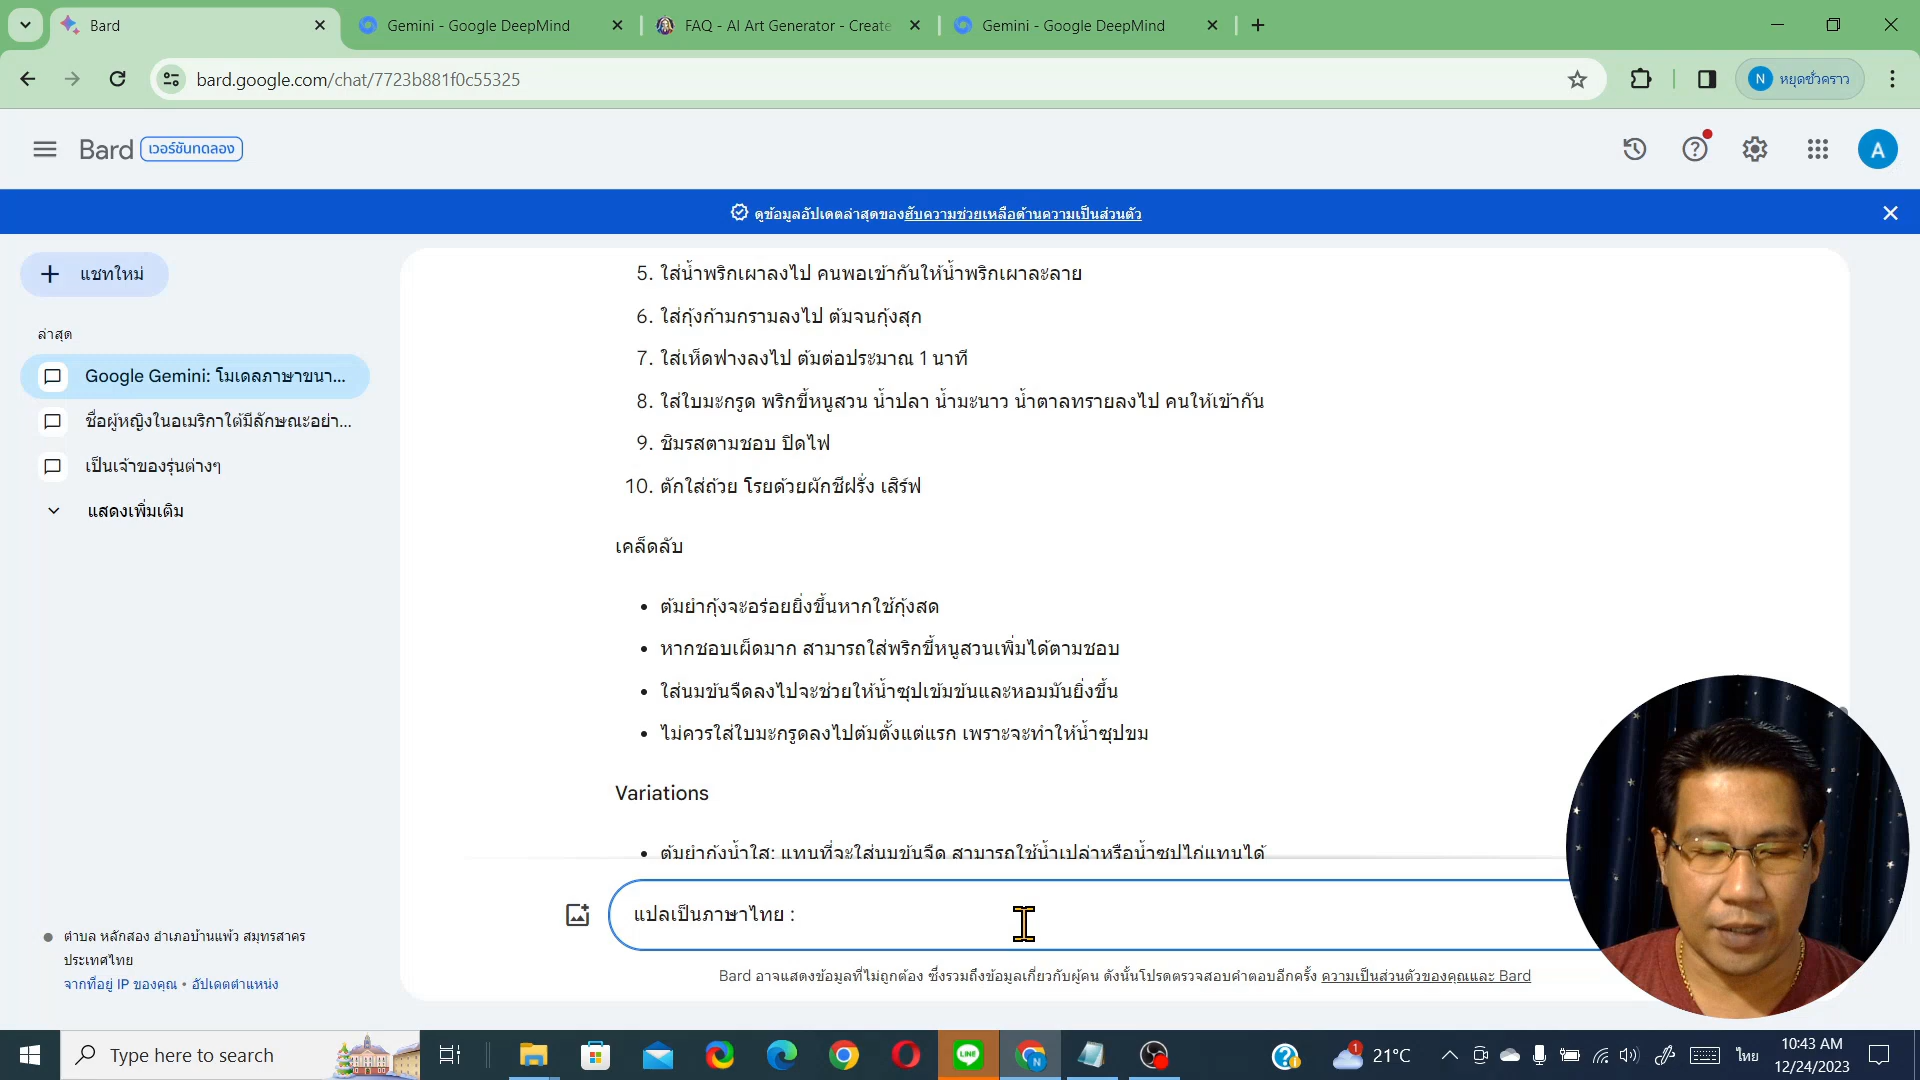 Bard
Gemini - Google DeepMind
FAQ - AI Art Generator - Create
Gemini - Google DeepMind
bard.google.com/chat/7723b881f0c55325
N หยุดชั่วคราว
Bard เวอร์ชันทดลอง
A
ดูข้อมูลอัปเดตล่าสุดของฮับความช่วยเหลือด้านความเป็นส่วนตัว
แชทใหม่
ล่าสุด
Google Gemini: โมเดลภาษาขนา...
ชื่อผู้หญิงในอเมริกาใต้มีลักษณะอย่า...
เป็นเจ้าของรุ่นต่างๆ
แสดงเพิ่มเติม
5. ใส่น้ำพริกเผาลงไป คนพอเข้ากันให้น้ำพริกเผาละลาย
6. ใส่กุ้งก้ามกรามลงไป ต้มจนกุ้งสุก
7. ใส่เห็ดฟางลงไป ต้มต่อประมาณ 1 นาที
8. ใส่ใบมะกรูด พริกขี้หนูสวน น้ำปลา น้ำมะนาว น้ำตาลทรายลงไป คนให้เข้ากัน
9. ชิมรสตามชอบ ปิดไฟ
10. ตักใส่ถ้วย โรยด้วยผักชีฝรั่ง เสิร์ฟ
เคล็ดลับ
• ต้มยำกุ้งจะอร่อยยิ่งขึ้นหากใช้กุ้งสด
• หากชอบเผ็ดมาก สามารถใส่พริกขี้หนูสวนเพิ่มได้ตามชอบ
• ใส่นมข้นจืดลงไปจะช่วยให้น้ำซุปเข้มข้นและหอมมันยิ่งขึ้น
• ไม่ควรใส่ใบมะกรูดลงไปต้มตั้งแต่แรก เพราะจะทำให้น้ำซุปขม
Variations
• ต้มยำกุ้งน้ำใส: แทนที่จะใส่นมข้นจืด สามารถใช้น้ำเปล่าหรือน้ำซุปไก่แทนได้
แปลเป็นภาษาไทย :
Bard อาจแสดงข้อมูลที่ไม่ถูกต้อง ซึ่งรวมถึงข้อมูลเกี่ยวกับผู้คน ดังนั้นโปรดตรวจสอบคำตอบอีกครั้ง ความเป็นส่วนตัวของคุณและ Bard
ตำบล หลักสอง อำเภอบ้านแพ้ว สมุทรสาคร
ประเทศไทย
จากที่อยู่ IP ของคุณ • อัปเดตตำแหน่ง
Type here to search
LINE
N
1
21°C
ไทย
10:43 AM
12/24/2023